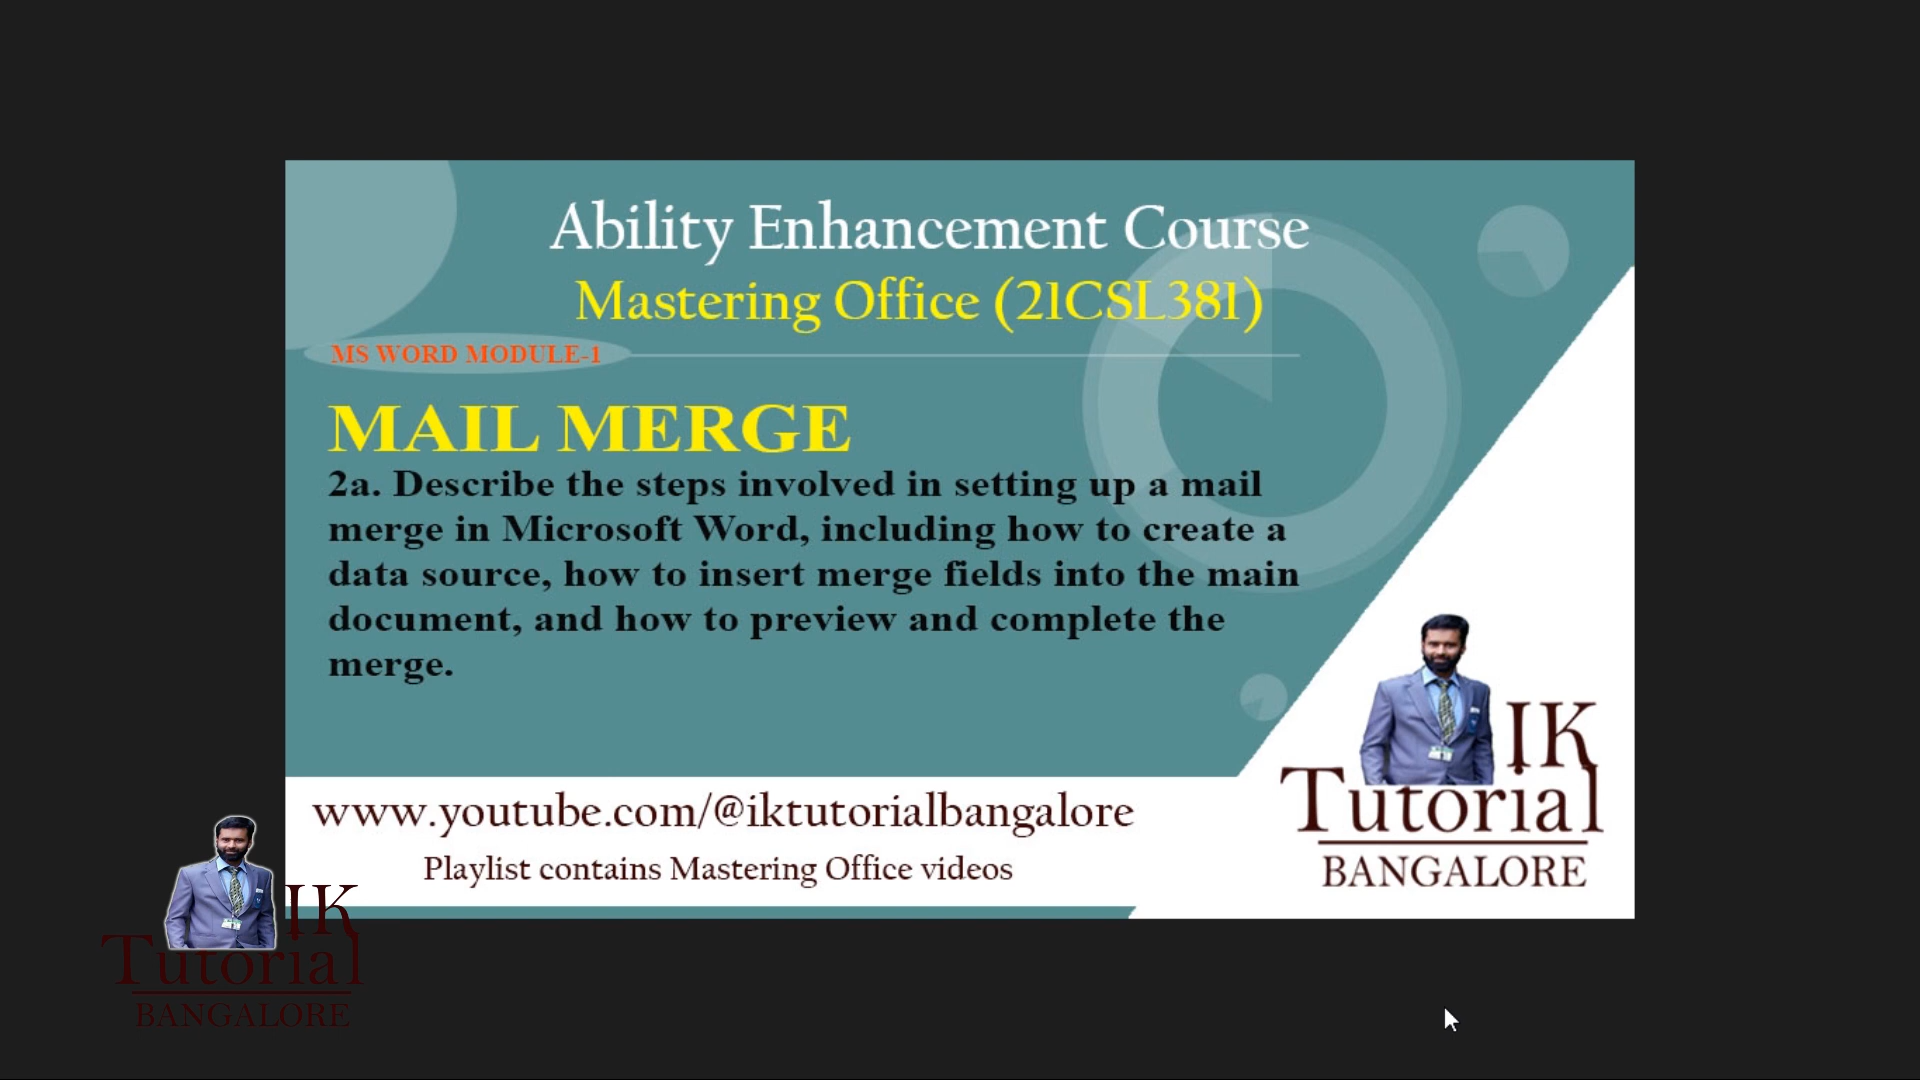 Ability Enhancement Course
Mastering Office (21CSL381)
MS WORD MODULE-1
MAIL MERGE
2a. Describe the steps involved in setting up a mail
merge in Microsoft Word, including how to create a
data source, how to insert merge fields into the main
document, and how to preview and complete the
merge.
IK
Tutorial
BANGALORE
www.youtube.com/@iktutorialbangalore
Playlist contains Mastering Office videos
IK
Tutorial
BANGALORE